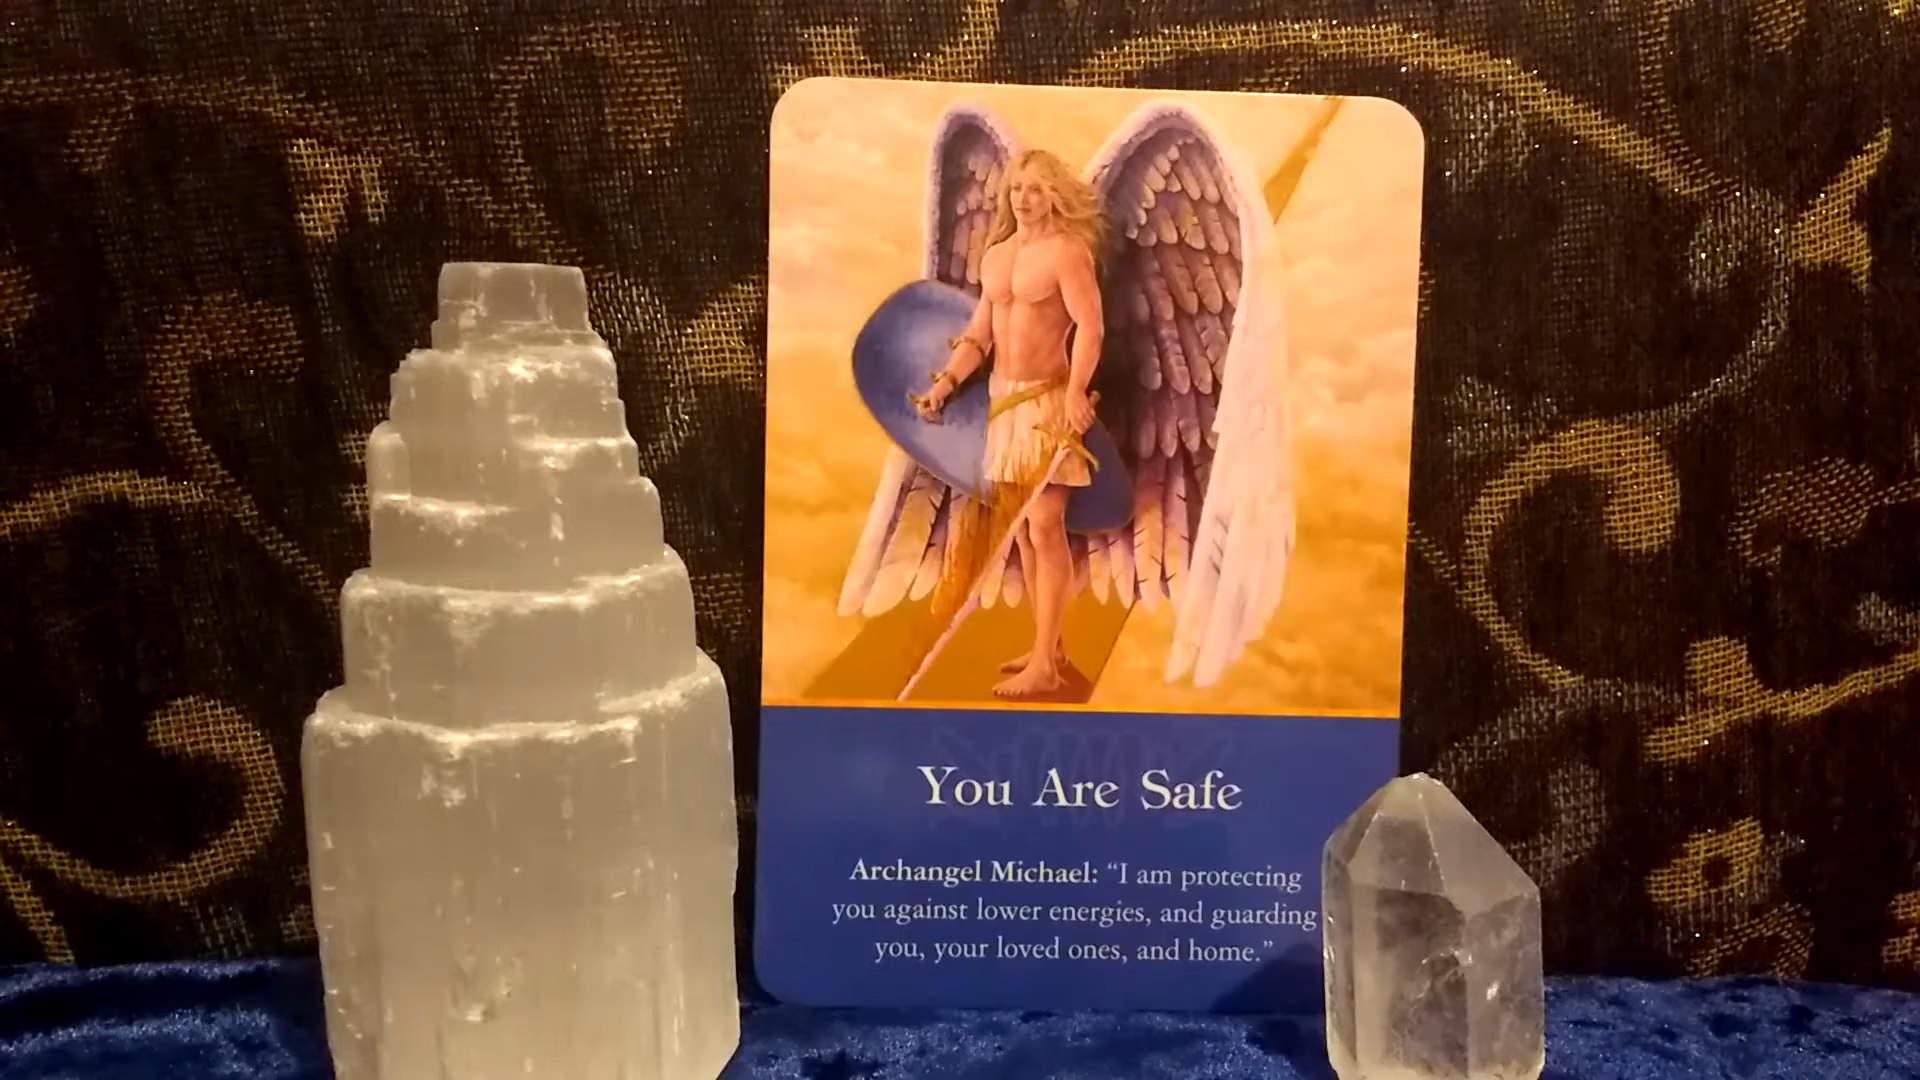 You Are Safe
Archangel Michael: “I am protecting
you against lower energies, and guarding
you, your loved ones, and home.”